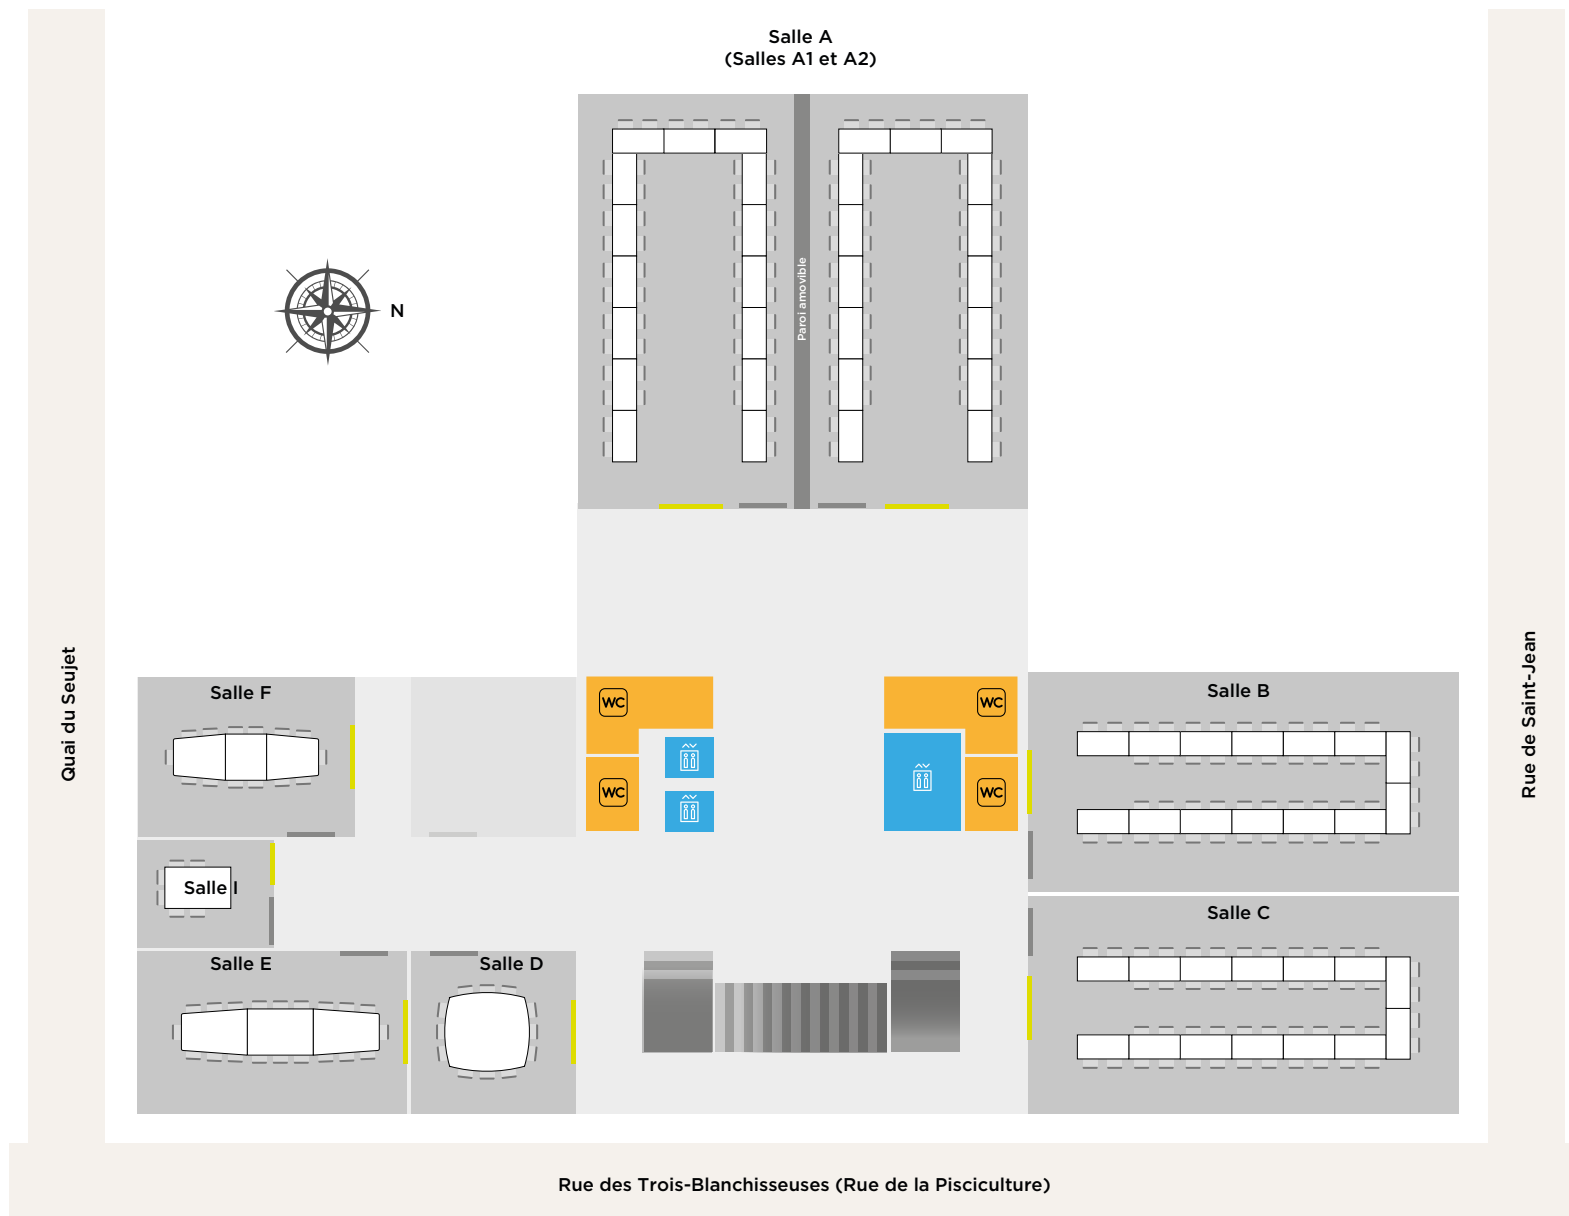 Salle A
(Salles A1 et A2)
Paroi amovible
N
Quai du Seujet
Rue de Saint-Jean
Salle F
WC
WC
Salle B
WC
WC
Salle I
Salle C
Salle E
Salle D
Rue des Trois-Blanchisseuses (Rue de la Pisciculture)